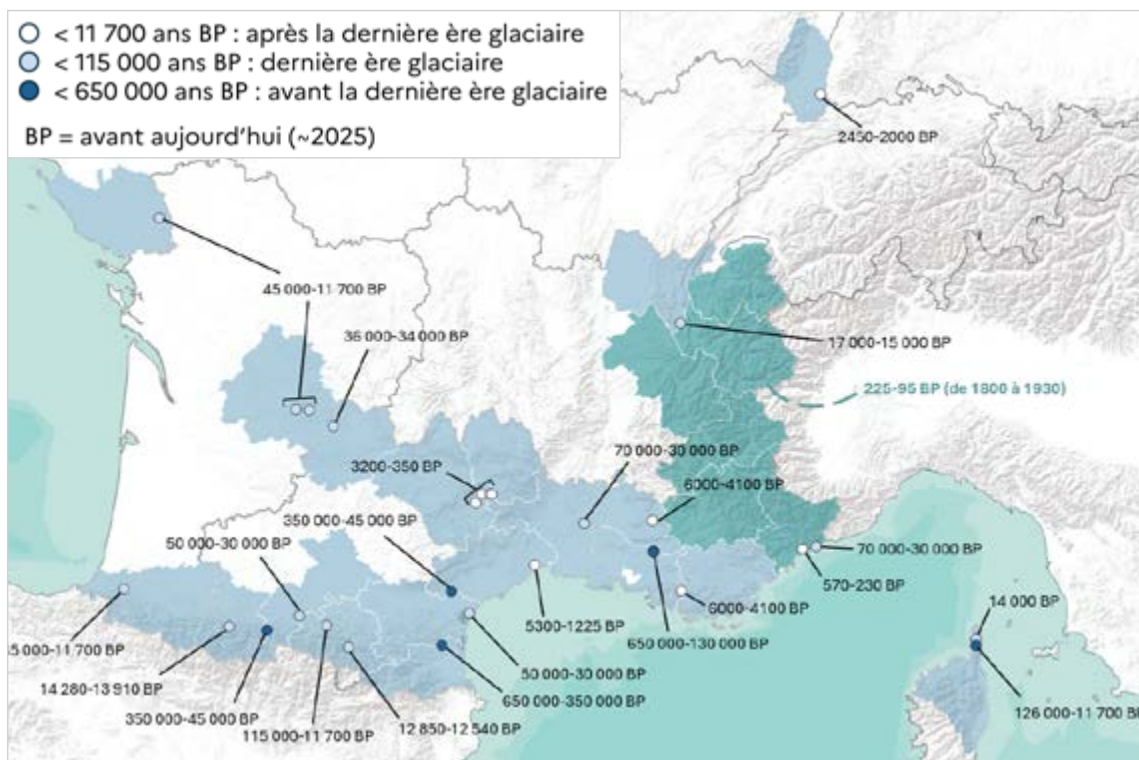 < 11 700 ans BP : après la dernière ère glaciaire
< 115 000 ans BP : dernière ère glaciaire
< 650 000 ans BP : avant la dernière ère glaciaire
BP = avant aujourd'hui (~2025)
2450-2000 BP
45 000-11 700 BP
36 000-34 000 BP
17 000-15 000 BP
225-95 BP (de 1800 à 1930)
70 000-30 000 BP
3200-350 BP
6000-4100 BP
350 000-45 000 BP
50 000-30 000 BP
70 000-30 000 BP
570-230 BP
14 000 BP
5300-1225 BP
6000-4100 BP
650 000-130 000 BP
5 000-11 700 BP
50 000-30 000 BP
14 280-13 910 BP
650 000-350 000 BP
126 000-11 700 BP
350 000-45 000 BP
12 850-12 540 BP
115 000-11 700 BP